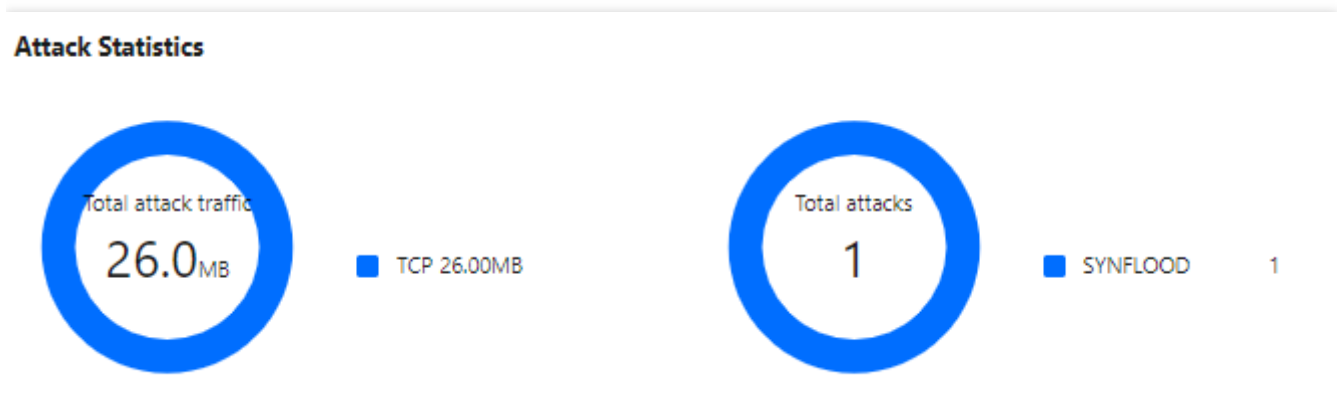 Attack Statistics
Total attack traffic
26.0MB
TCP 26.00MB
Total attacks
1
SYNFLOOD 1